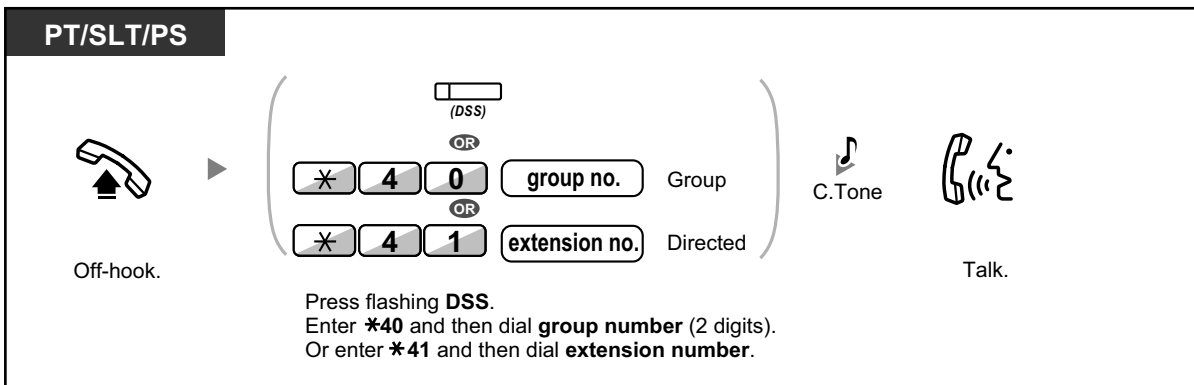 PT/SLT/PS
(DSS)
OR
* 4 0 group no. Group
OR
* 4 1 extension no. Directed
C.Tone
Off-hook.
Talk.
Press flashing DSS.
Enter *40 and then dial group number (2 digits).
Or enter *41 and then dial extension number.